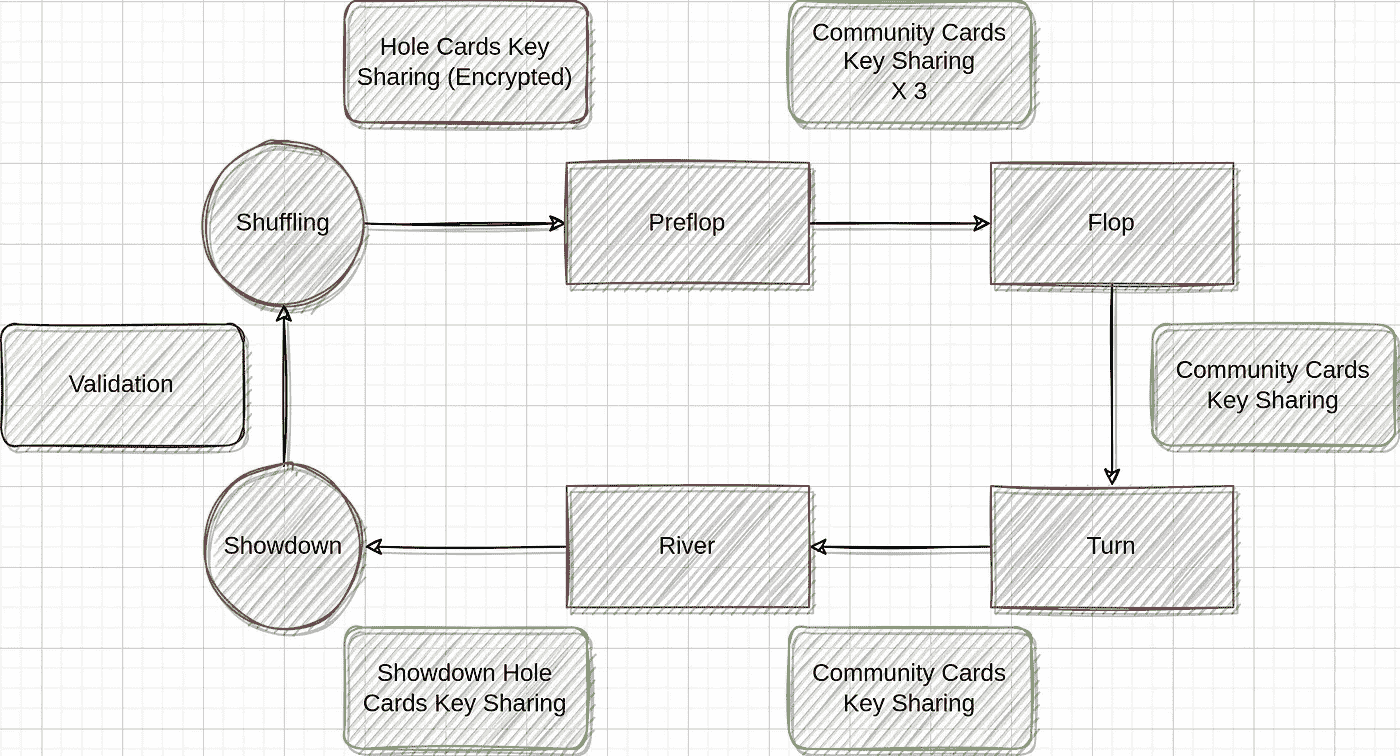 Hole Cards Key
Sharing (Encrypted)
Community Cards
Key Sharing
X 3
Shuffling
Preflop
Flop
Validation
Community Cards
Key Sharing
Showdown
River
Turn
Showdown Hole
Cards Key Sharing
Community Cards
Key Sharing